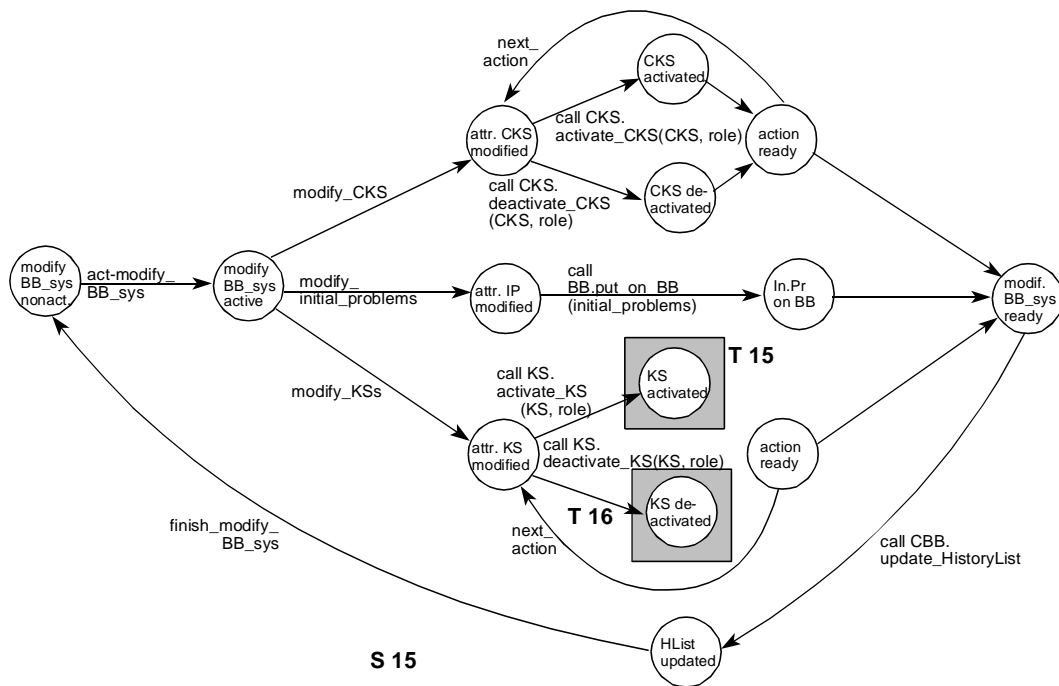 next_
action
CKS
activated
call CKS.
activate_CKS(CKS, role)
attr. CKS
modified
action
ready
modify_CKS
call CKS.
deactivate_CKS
(CKS, role)
CKS de-
activated
modify
BB_sys
nonact.
act-modify_
BB_sys
modify
BB_sys
active
modify_
initial_problems
attr. IP
modified
call
BB.put_on_BB
(initial_problems)
In.Pr
on BB
modif.
BB_sys
ready
T 15
modify_KSs
call KS.
activate_KS
(KS, role)
KS
activated
attr. KS
modified
call KS.
deactivate_KS(KS, role)
action
ready
T 16
KS de-
activated
next_
action
finish_modify_
BB_sys
call CBB.
update_HistoryList
HList
updated
S 15